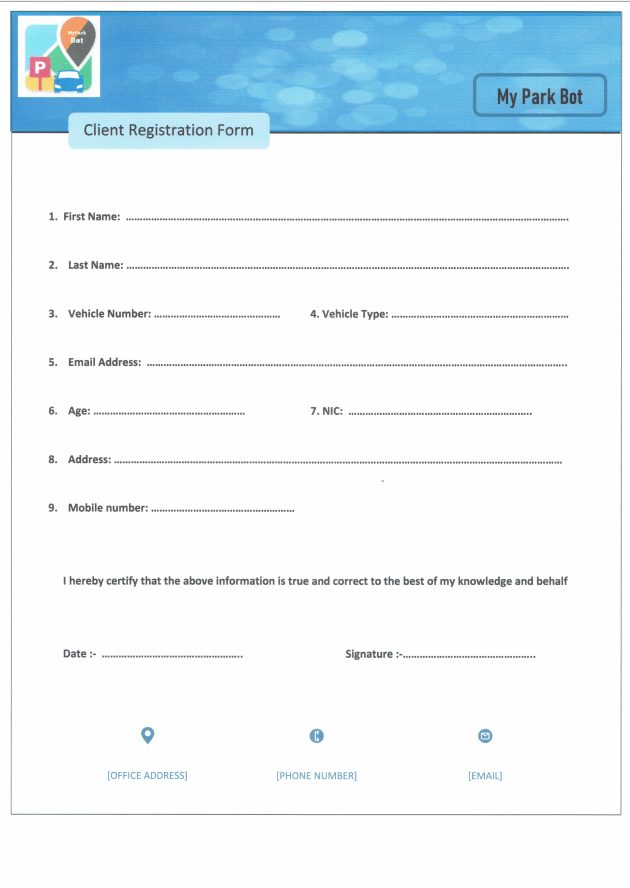 MyPark
Bot
P
My Park Bot
Client Registration Form
1. First Name: ........................................................................................................................
2. Last Name: ........................................................................................................................
3. Vehicle Number: ............................................. 4. Vehicle Type: ...............................................................
5. Email Address: ........................................................................................................................
6. Age: ...................................................... 7. NIC: .................................................................
8. Address: ........................................................................................................................
9. Mobile number: ...................................................
I hereby certify that the above information is true and correct to the best of my knowledge and behalf
Date :- .................................................. Signature :-...............................................
[OFFICE ADDRESS] [PHONE NUMBER] [EMAIL]